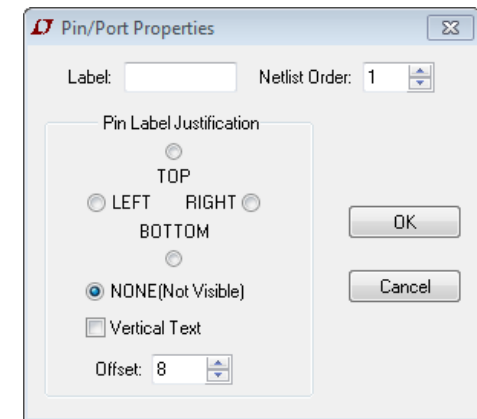 Pin/Port Properties
Label: Netlist Order: 1
Pin Label Justification
TOP
LEFT RIGHT
BOTTOM
OK
NONE(Not Visible)
Cancel
Vertical Text
Offset: 8